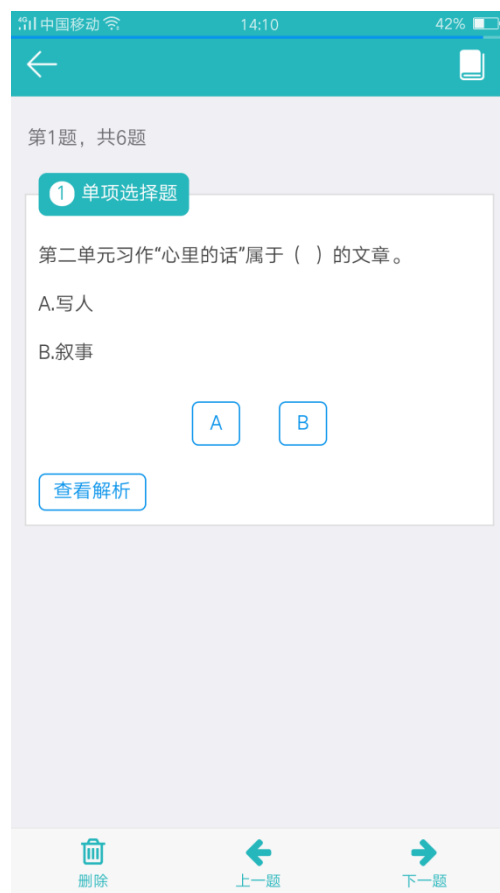 中国移动 14:10 42%
第1题，共6题
1 单项选择题
第二单元习作“心里的话”属于（ ）的文章。
A.写人
B.叙事
A B
查看解析
删除 上一题 下一题